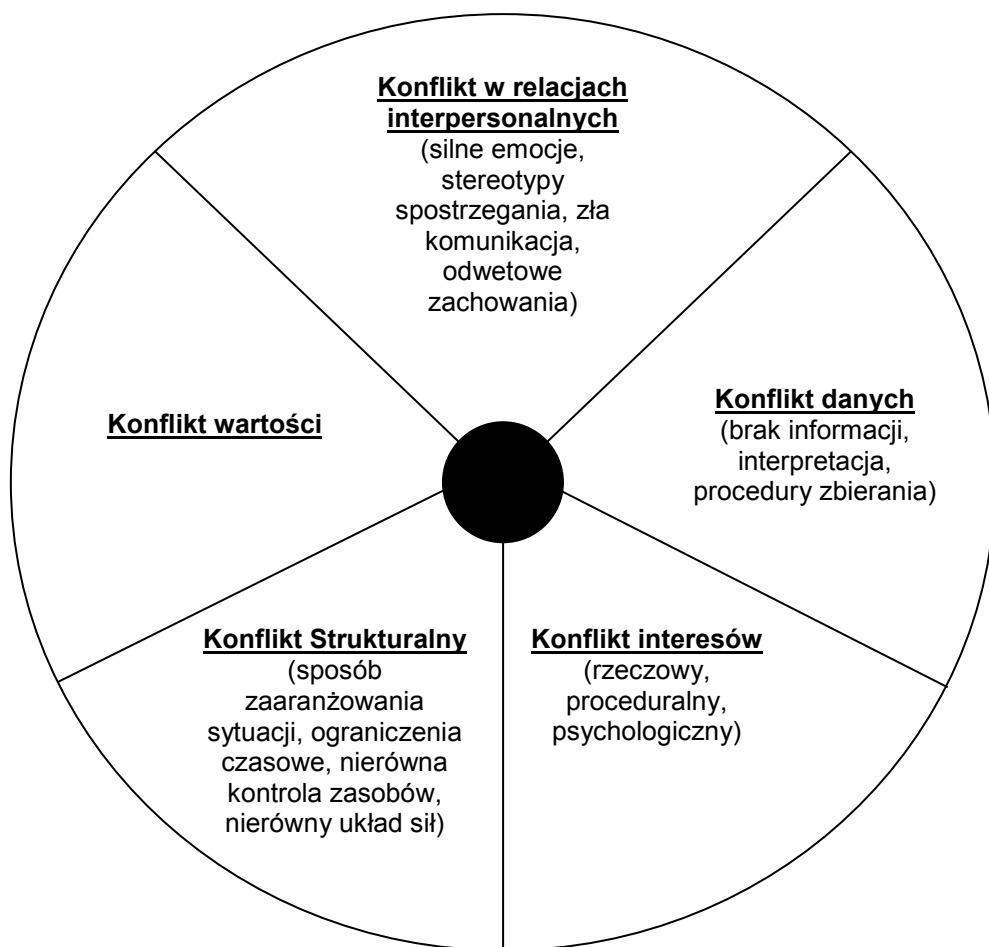 Konflikt w relacjach
interpersonalnych
(silne emocje,
stereotypy
spostrzegania, zła
komunikacja,
odwetowe
zachowania)
Konflikt danych
(brak informacji,
interpretacja,
procedury zbierania)
Konflikt wartości
Konflikt Strukturalny
(sposób
zaaranżowania
sytuacji, ograniczenia
czasowe, nierówna
kontrola zasobów,
nierówny układ sił)
Konflikt interesów
(rzeczowy,
proceduralny,
psychologiczny)